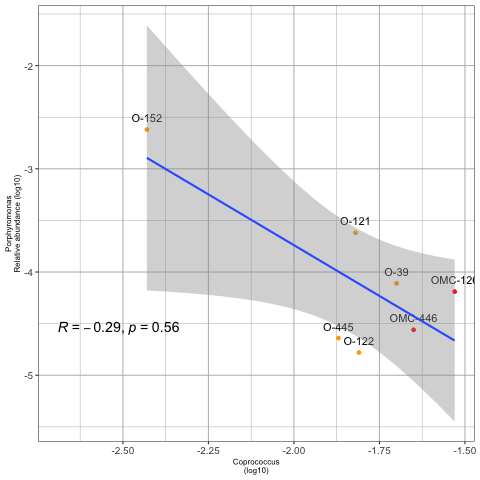 -2
-3
-4
-5
Porphyromonas
Relative abundance (log10)
O-152
O-121
O-39
OMC-126
OMC-446
O-445
O-122
R = −0.29, p = 0.56
-2.50
-2.25
-2.00
-1.75
-1.50
Coprococcus
(log10)